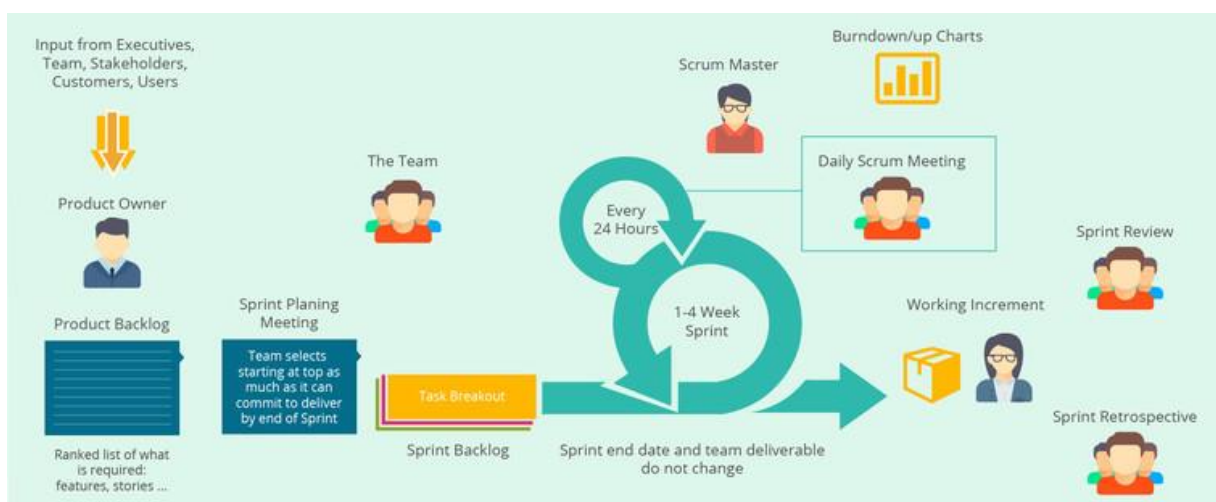 Input from Executives,
Team, Stakeholders,
Customers, Users
Product Owner
Product Backlog
Ranked list of what
is required:
features, stories ...
Sprint Planing
Meeting
Team selects
starting at top as
much as it can
commit to deliver
by end of Sprint
The Team
Task Breakout
Sprint Backlog
Every
24 Hours
1-4 Week
Sprint
Sprint end date and team deliverable
do not change
Scrum Master
Burndown/up Charts
Daily Scrum Meeting
Working Increment
Sprint Review
Sprint Retrospective